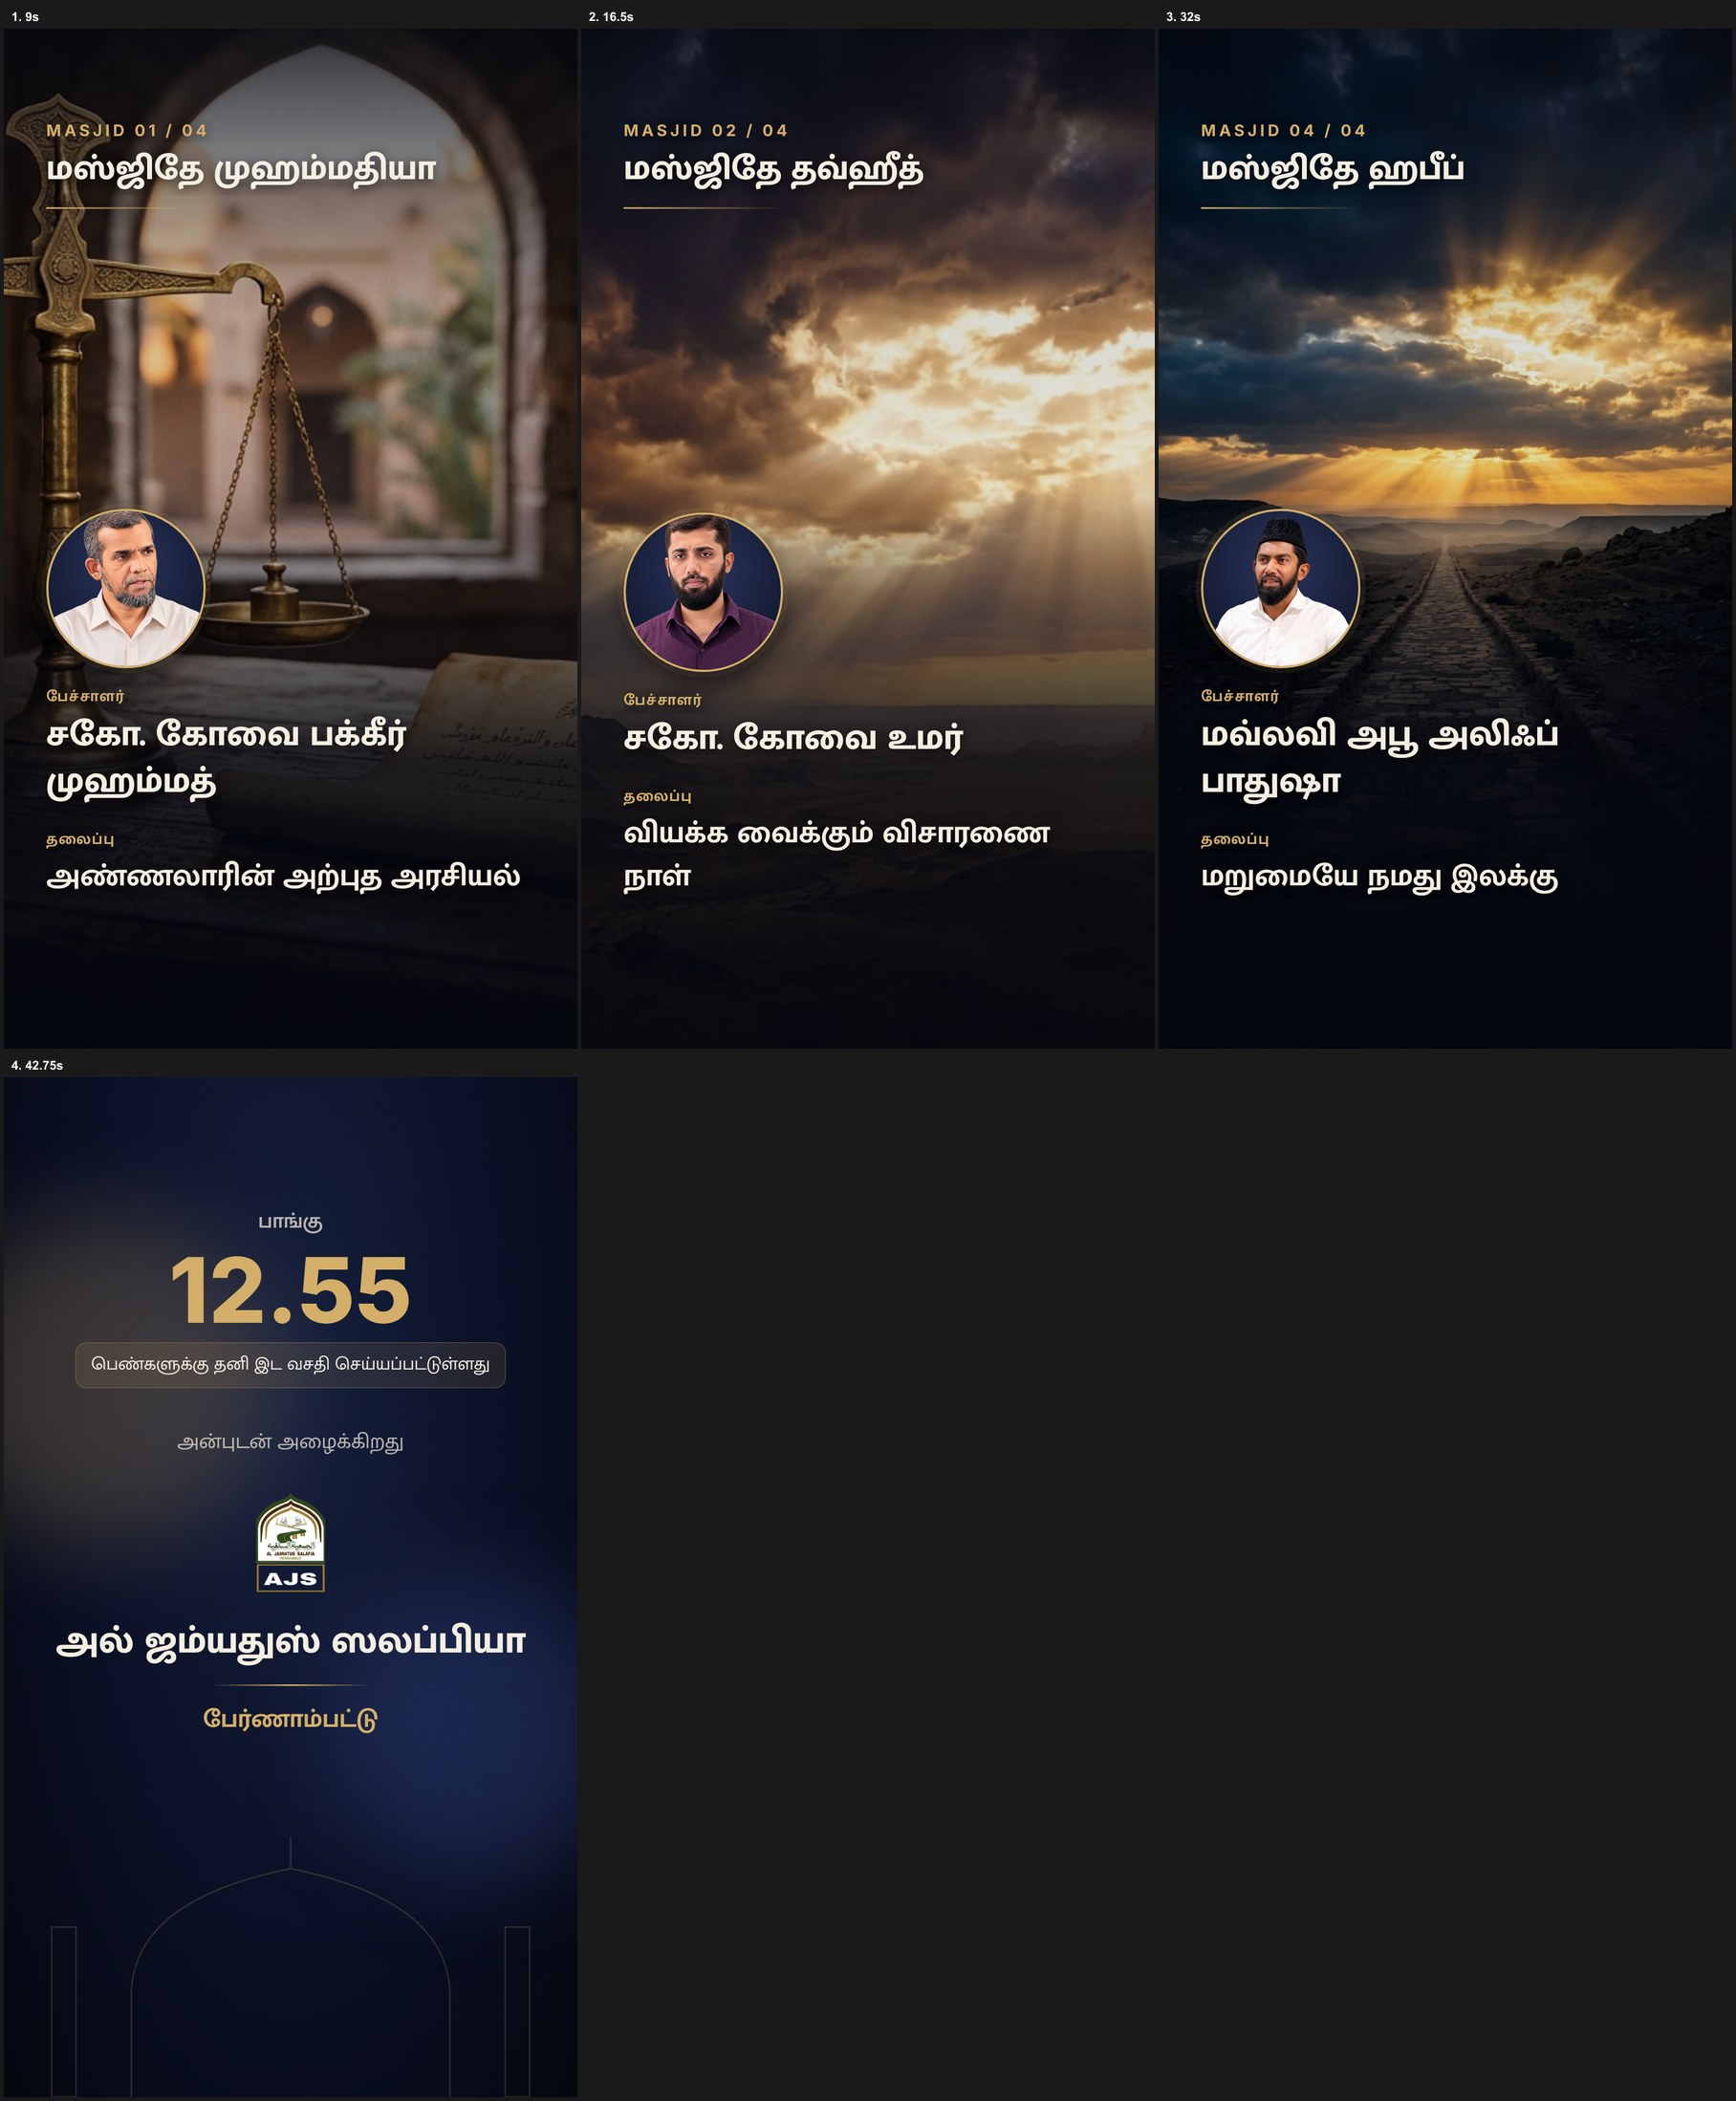 1. 9s
MASJID 01 / 04
மஸ்ஜிதே முஹம்மதியா
பேச்சாளர்
சகோ. கோவை பக்கீர்
முஹம்மத்
தலைப்பு
அண்ணலாரின் அற்புத அரசியல்
2. 16.5s
MASJID 02 / 04
மஸ்ஜிதே தவ்ஹீத்
பேச்சாளர்
சகோ. கோவை உமர்
தலைப்பு
வியக்க வைக்கும் விசாரணை
நாள்
3. 32s
MASJID 04 / 04
மஸ்ஜிதே ஹபீப்
பேச்சாளர்
மவ்லவி அபூ அலிஃப்
பாதுஷா
தலைப்பு
மறுமையே நமது இலக்கு
4. 42.75s
பாங்கு
12.55
பெண்களுக்கு தனி இட வசதி செய்யப்பட்டுள்ளது
அன்புடன் அழைக்கிறது
AL JAMIATUS SALAFIA
AJS
அல் ஜம்யதுஸ் ஸலப்பியா
பேர்ணாம்பட்டு